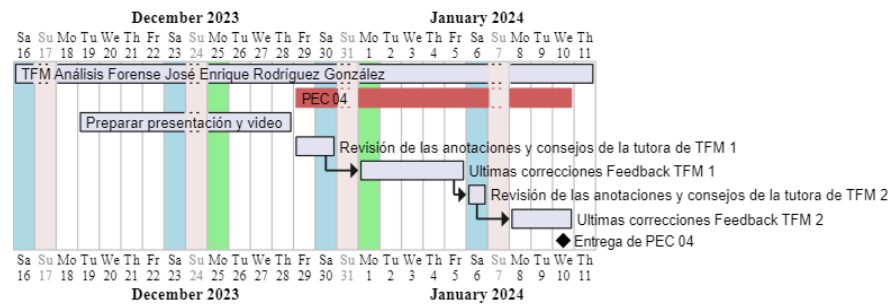 December 2023 January 2024
Sa Su Mo Tu We Th Fr Sa Su Mo Tu We Th Fr Sa Su Mo Tu We Th Fr Sa Su Mo Tu We Th
16 17 18 19 20 21 22 23 24 25 26 27 28 29 30 31 1 2 3 4 5 6 7 8 9 10 11
TFM Análisis Forense José Enrique Rodríguez González
PEC 04
Preparar presentación y video
Revisión de las anotaciones y consejos de la tutora de TFM 1
Ultimas correcciones Feedback TFM 1
Revisión de las anotaciones y consejos de la tutora de TFM 2
Ultimas correcciones Feedback TFM 2
Entrega de PEC 04
Sa Su Mo Tu We Th Fr Sa Su Mo Tu We Th Fr Sa Su Mo Tu We Th Fr Sa Su Mo Tu We Th
16 17 18 19 20 21 22 23 24 25 26 27 28 29 30 31 1 2 3 4 5 6 7 8 9 10 11
December 2023 January 2024